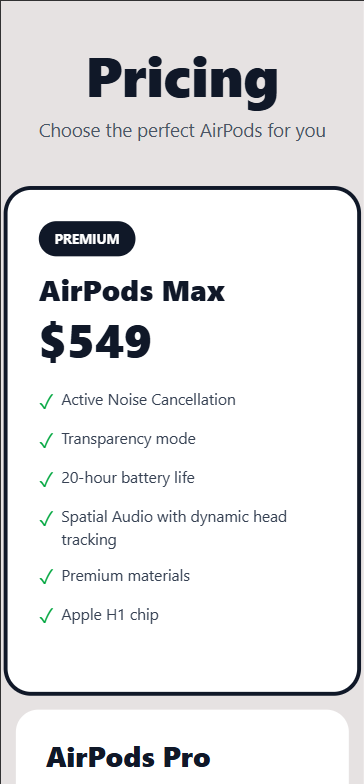 Pricing
Choose the perfect AirPods for you
PREMIUM
AirPods Max
$549
✓ Active Noise Cancellation
✓ Transparency mode
✓ 20-hour battery life
✓ Spatial Audio with dynamic head
tracking
✓ Premium materials
✓ Apple H1 chip
AirPods Pro